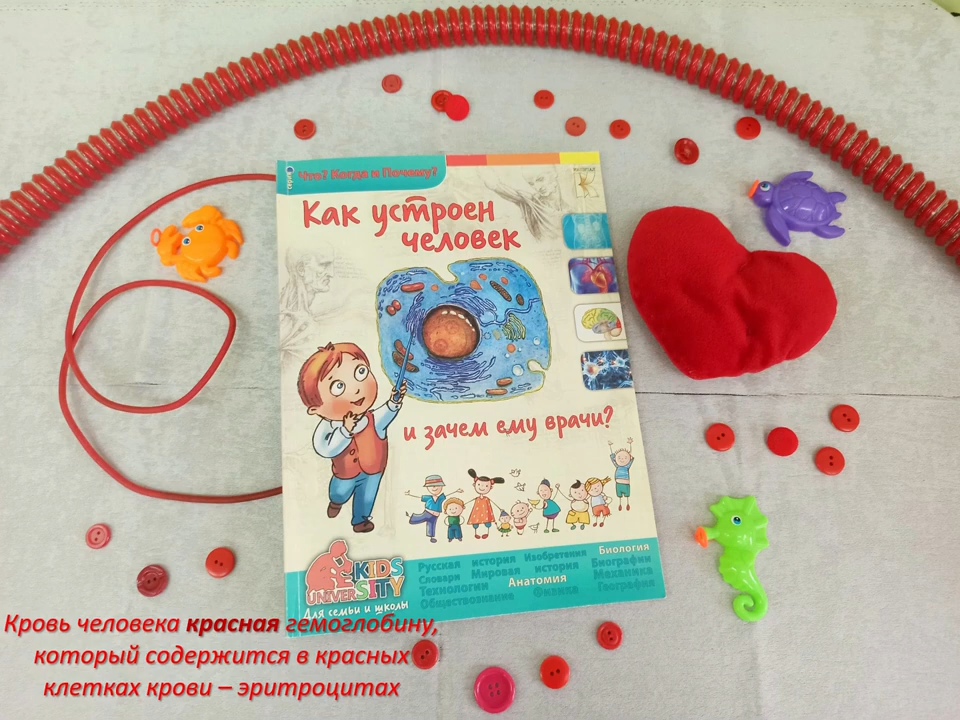 Что? Когда и Почему?
Как устроен
человек
и зачем ему врачи?
KIDS
UNIVERSITY
Для семьи и школы
Русская история Изобретения Биология
Словари Мировая история Биографии
Технологии Анатомия Механика
Обществознание Физика География
Кровь человека красная гемоглобину,
который содержится в красных
клетках крови – эритроцитах